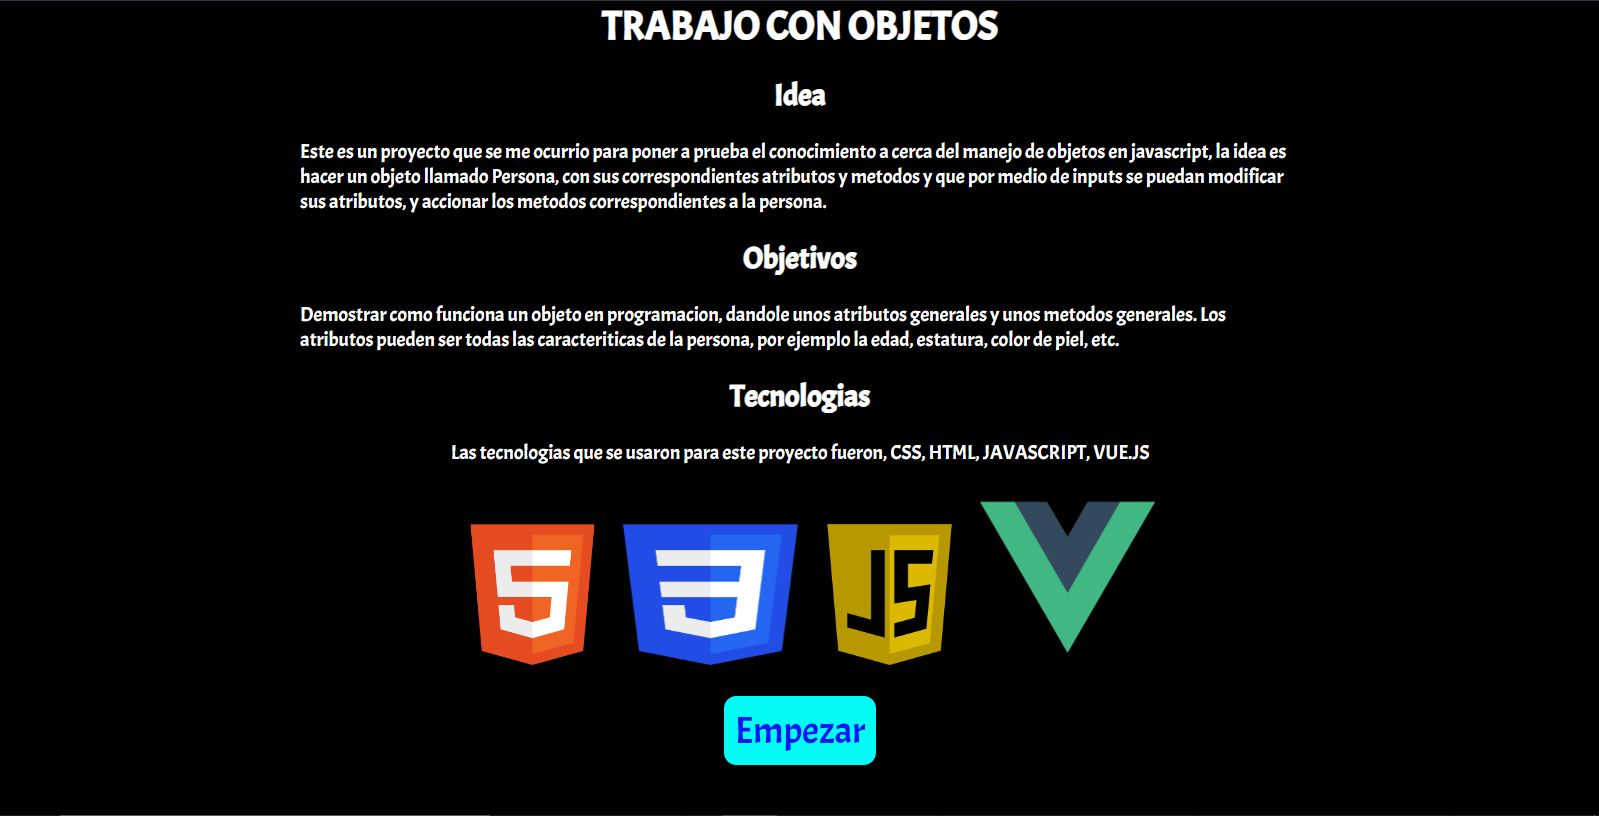 TRABAJO CON OBJETOS
Idea
Este es un proyecto que se me ocurrio para poner a prueba el conocimiento a cerca del manejo de objetos en javascript, la idea es
hacer un objeto llamado Persona, con sus correspondientes atributos y metodos y que por medio de inputs se puedan modificar
sus atributos, y accionar los metodos correspondientes a la persona.
Objetivos
Demostrar como funciona un objeto en programacion, dandole unos atributos generales y unos metodos generales. Los
atributos pueden ser todas las caracteriticas de la persona, por ejemplo la edad, estatura, color de piel, etc.
Tecnologias
Las tecnologias que se usaron para este proyecto fueron, CSS, HTML, JAVASCRIPT, VUE.JS
5 3 JS
Empezar